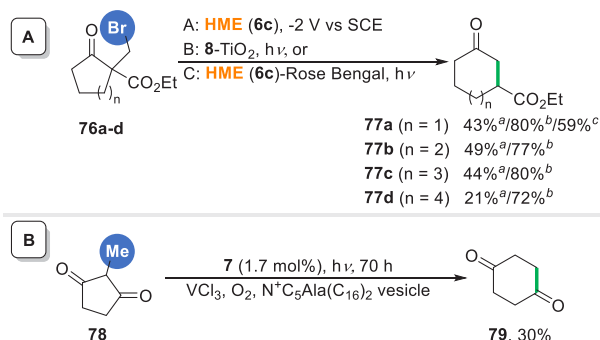 A
Br
O
CO₂Et
( )n
76a-d
A: HME (6c), -2 V vs SCE
B: 8-TiO₂, hν, or
C: HME (6c)-Rose Bengal, hν
O
( )n
CO₂Et
77a (n = 1) 43%ᵃ/80%ᵇ/59%ᶜ
77b (n = 2) 49%ᵃ/77%ᵇ
77c (n = 3) 44%ᵃ/80%ᵇ
77d (n = 4) 21%ᵃ/72%ᵇ
B
Me
O
O
78
7 (1.7 mol%), hν, 70 h
VCl₃, O₂, N⁺C₅Ala(C₁₆)₂ vesicle
O
O
79, 30%